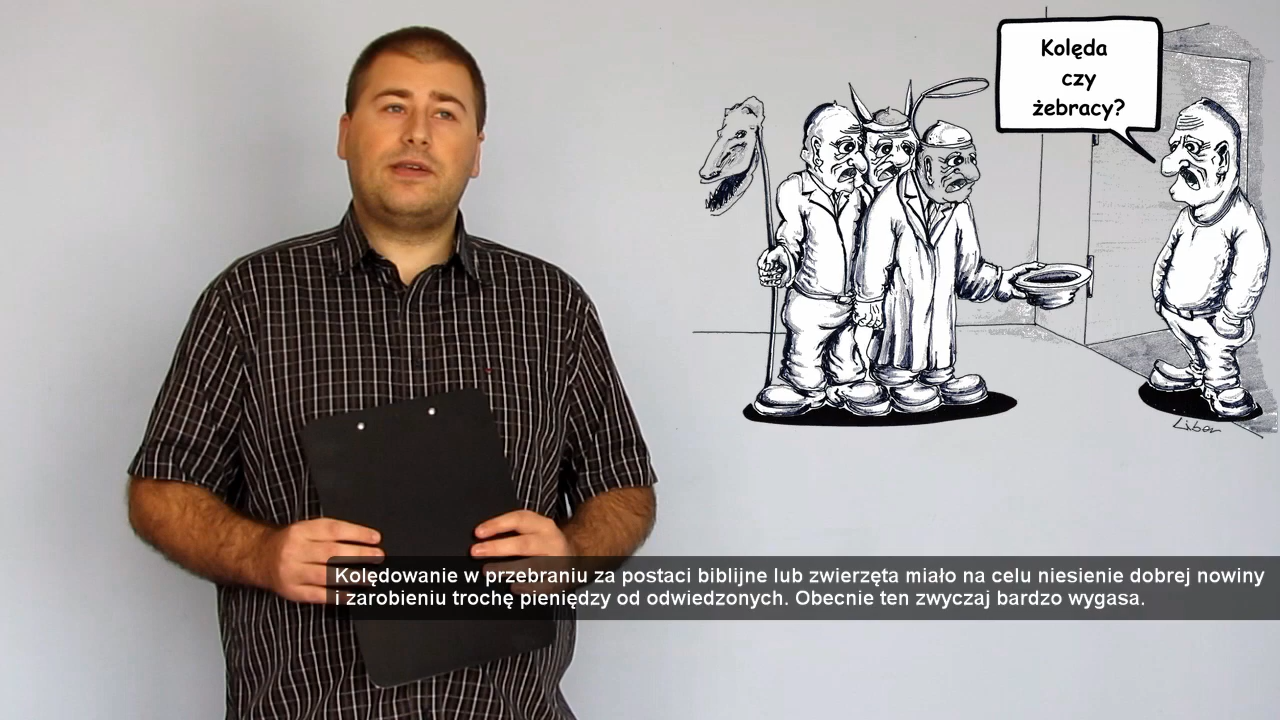 Kolęda
czy
żebracy?
Liber
Kolędowanie w przebraniu za postaci biblijne lub zwierzęta miało na celu niesienie dobrej nowiny
i zarobieniu trochę pieniędzy od odwiedzonych. Obecnie ten zwyczaj bardzo wygasa.